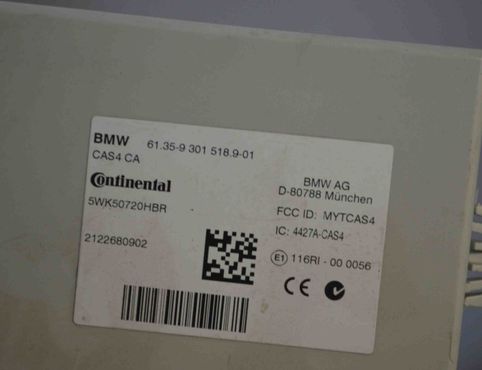 BMW 61.35-9 301 518.9-01
CAS4 CA
Continental
5WK50720HBR
2122680902
BMW AG
D-80788 München
FCC ID: MYTCAS4
IC: 4427A-CAS4
E1 116RI - 00 0056
CE